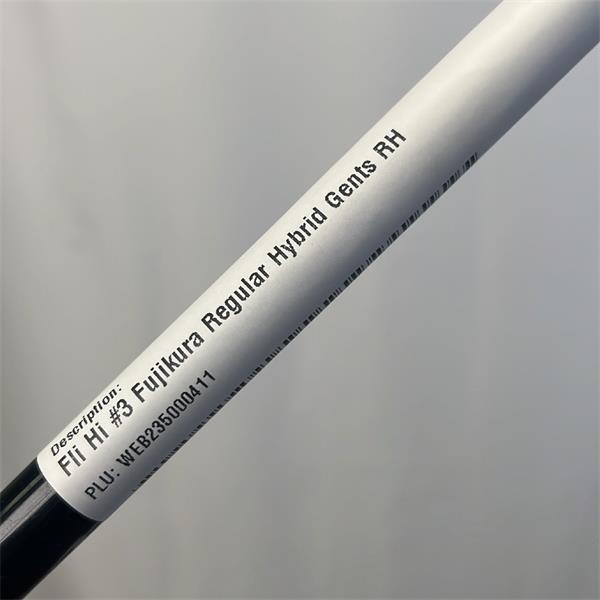 Description:
Fli Hi #3 Fujikura Regular Hybrid Gents RH
PLU: WEB235000411